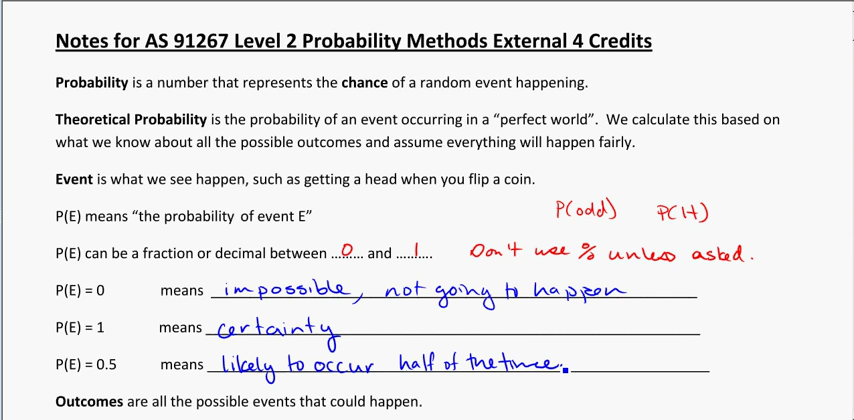 Notes for AS 91267 Level 2 Probability Methods External 4 Credits
Probability is a number that represents the chance of a random event happening.
Theoretical Probability is the probability of an event occurring in a “perfect world”. We calculate this based on
what we know about all the possible outcomes and assume everything will happen fairly.
Event is what we see happen, such as getting a head when you flip a coin.
P(E) means “the probability of event E” P(odd) P(H)
P(E) can be a fraction or decimal between ...0... and ...1.... Don't use % unless asked.
P(E) = 0 means impossible, not going to happen
P(E) = 1 means certainty
P(E) = 0.5 means likely to occur half of the time.
Outcomes are all the possible events that could happen.